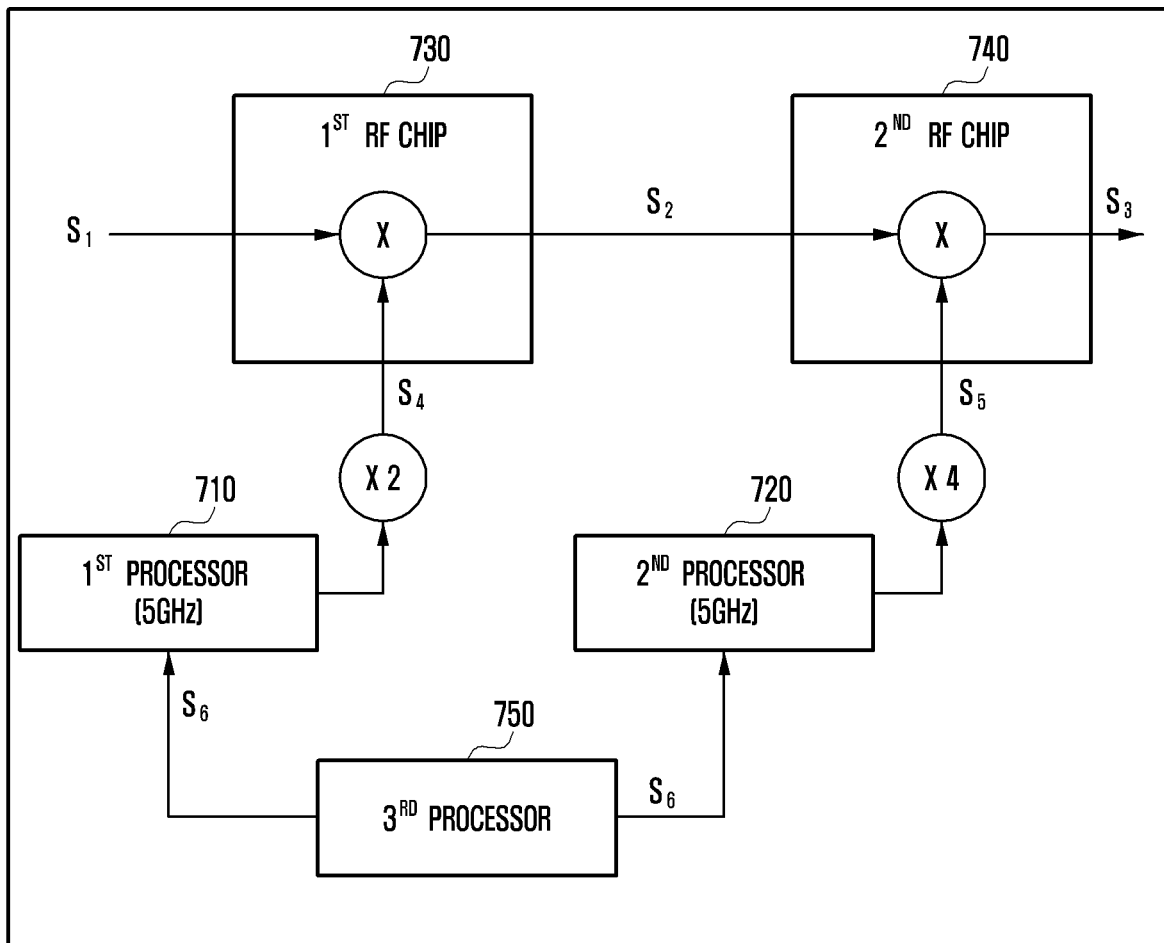 730
740
1ST RF CHIP
2ND RF CHIP
S1
X
S2
X
S3
S4
S5
X 2
X 4
710
720
1ST PROCESSOR
(5GHz)
2ND PROCESSOR
(5GHz)
S6
750
S6
3RD PROCESSOR